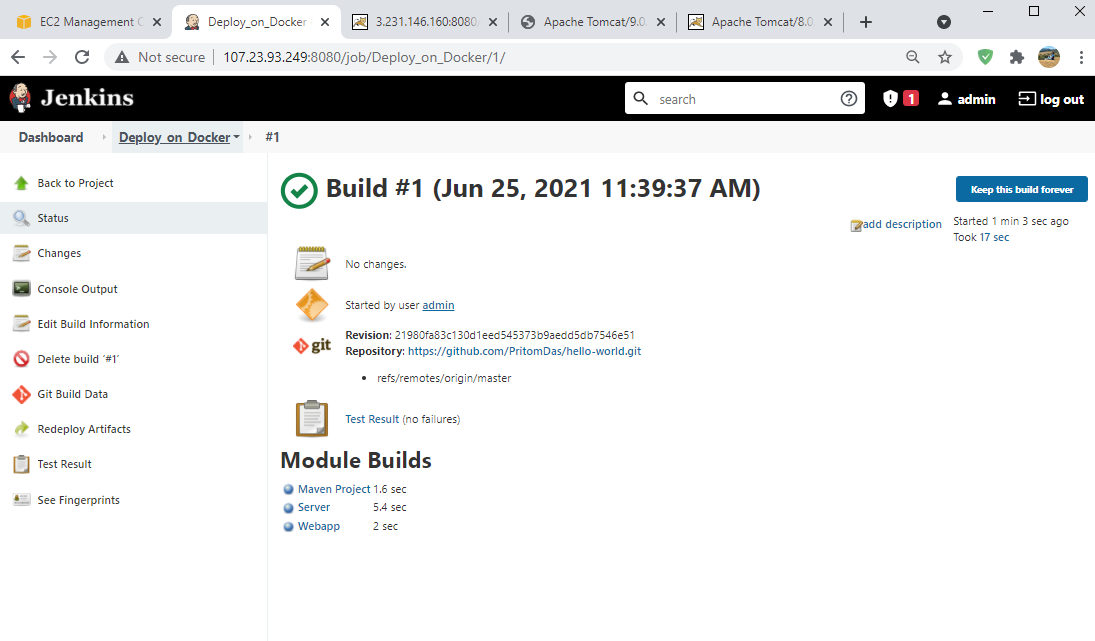 EC2 Management C
Deploy_on_Docker
3.231.146.160:8080
Apache Tomcat/9.0
Apache Tomcat/8.0
Not secure
107.23.93.249:8080/job/Deploy_on_Docker/1/
Jenkins
search
1
admin
log out
Dashboard
Deploy_on_Docker
#1
Back to Project
Status
Changes
Console Output
Edit Build Information
Delete build '#1'
Git Build Data
Redeploy Artifacts
Test Result
See Fingerprints
Build #1 (Jun 25, 2021 11:39:37 AM)
Keep this build forever
add description
Started 1 min 3 sec ago
Took 17 sec
No changes.
Started by user admin
git
Revision: 21980fa83c130d1eed545373b9aedd5db7546e51
Repository: https://github.com/PritomDas/hello-world.git
refs/remotes/origin/master
Test Result (no failures)
Module Builds
Maven Project 1.6 sec
Server 5.4 sec
Webapp 2 sec